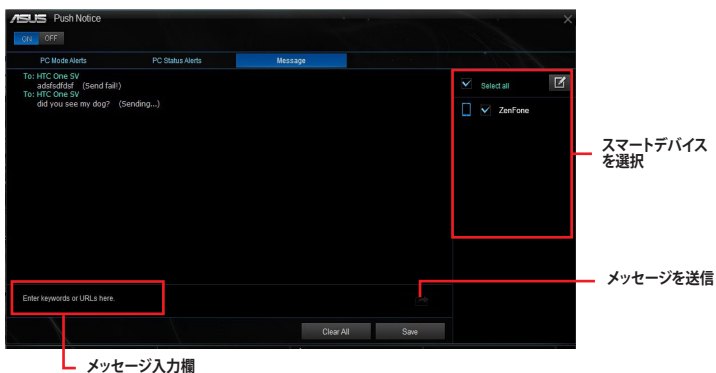 ASUS Push Notice
ON OFF
PC Mode Alerts PC Status Alerts Message
To: HTC One SV
adsfsdfdsf (Send fail!)
To: HTC One SV
did you see my dog? (Sending...)
Select all
ZenFone
スマートデバイス
を選択
メッセージを送信
Enter keywords or URLs here.
Clear All Save
メッセージ入力欄